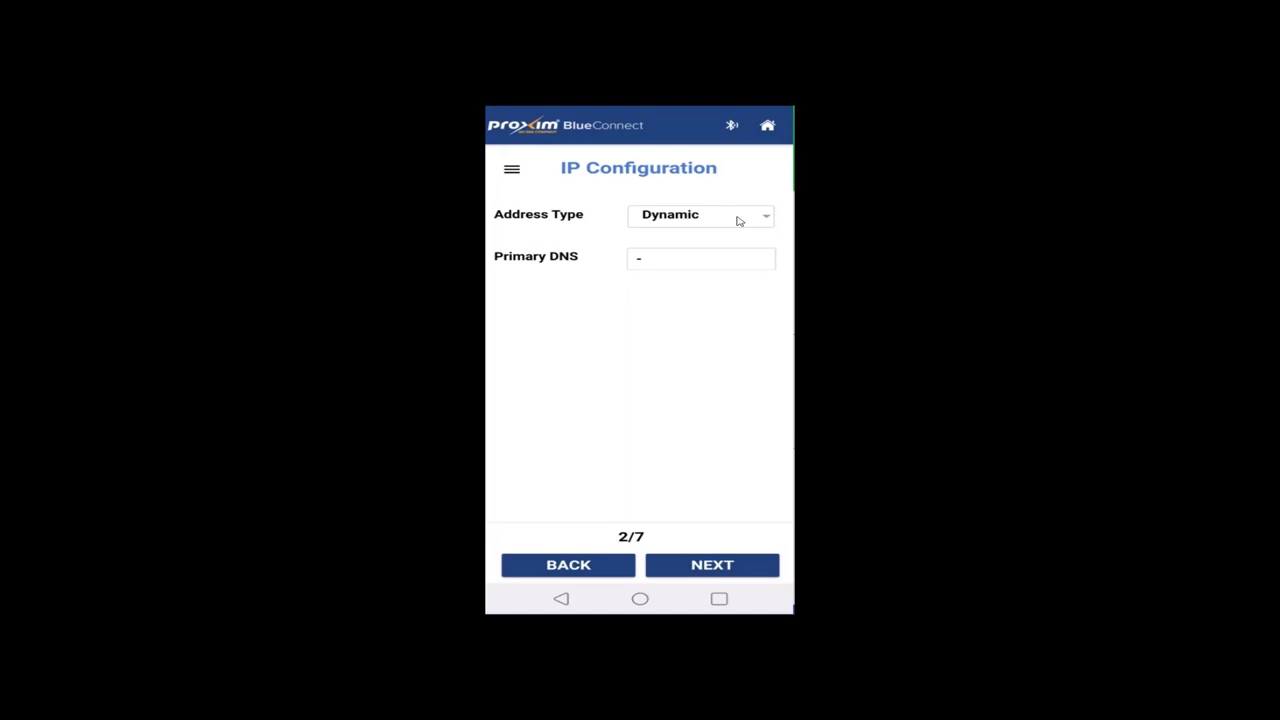 proxim BlueConnect
IP Configuration
Address Type Dynamic
Primary DNS -
2/7
BACK NEXT